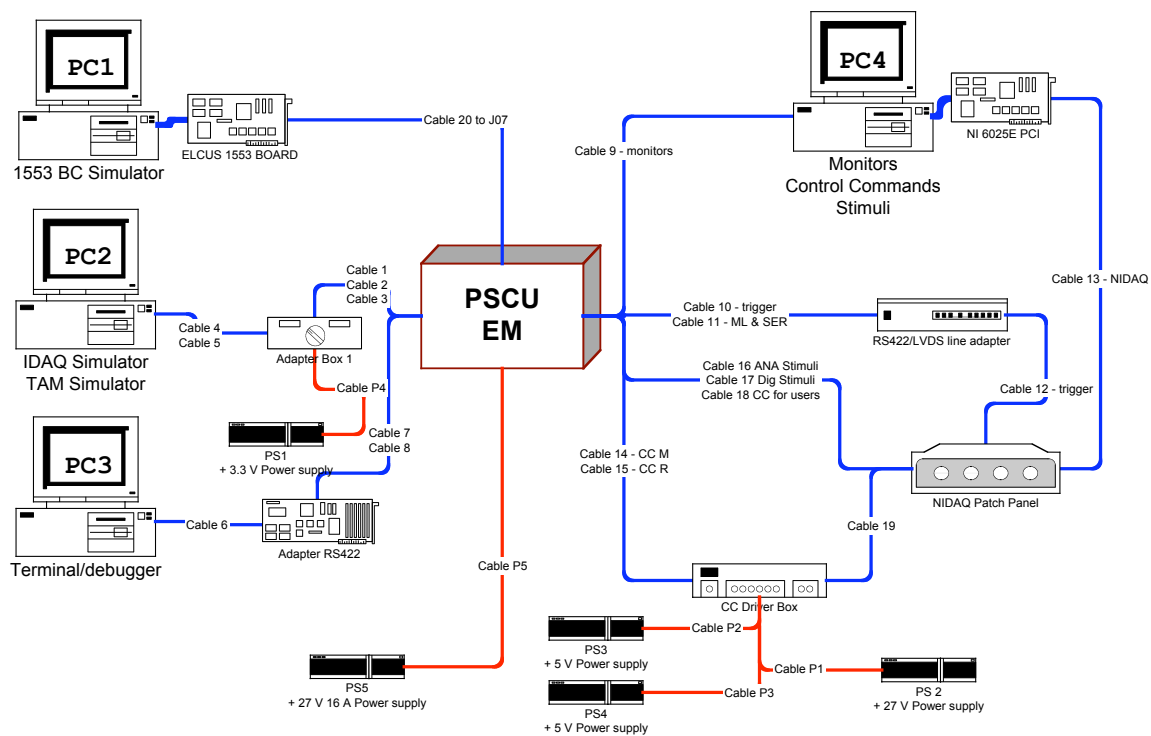 PC1
1553 BC Simulator
ELCUS 1553 BOARD
Cable 20 to J07
PC2
IDAQ Simulator
TAM Simulator
Cable 4
Cable 5
Adapter Box 1
Cable 1
Cable 2
Cable 3
Cable P4
PS1
+ 3.3 V Power supply
Cable 7
Cable 8
PC3
Terminal/debugger
Cable 6
Adapter RS422
PSCU
EM
Cable P5
PS5
+ 27 V 16 A Power supply
PC4
Monitors
Control Commands
Stimuli
NI 6025E PCI
Cable 9 - monitors
Cable 13 - NIDAQ
Cable 10 - trigger
Cable 11 - ML & SER
RS422/LVDS line adapter
Cable 12 - trigger
Cable 16 ANA Stimuli
Cable 17 Dig Stimuli
Cable 18 CC for users
NIDAQ Patch Panel
Cable 14 - CC M
Cable 15 - CC R
Cable 19
CC Driver Box
Cable P2
PS3
+ 5 V Power supply
Cable P1
PS 2
+ 27 V Power supply
Cable P3
PS4
+ 5 V Power supply